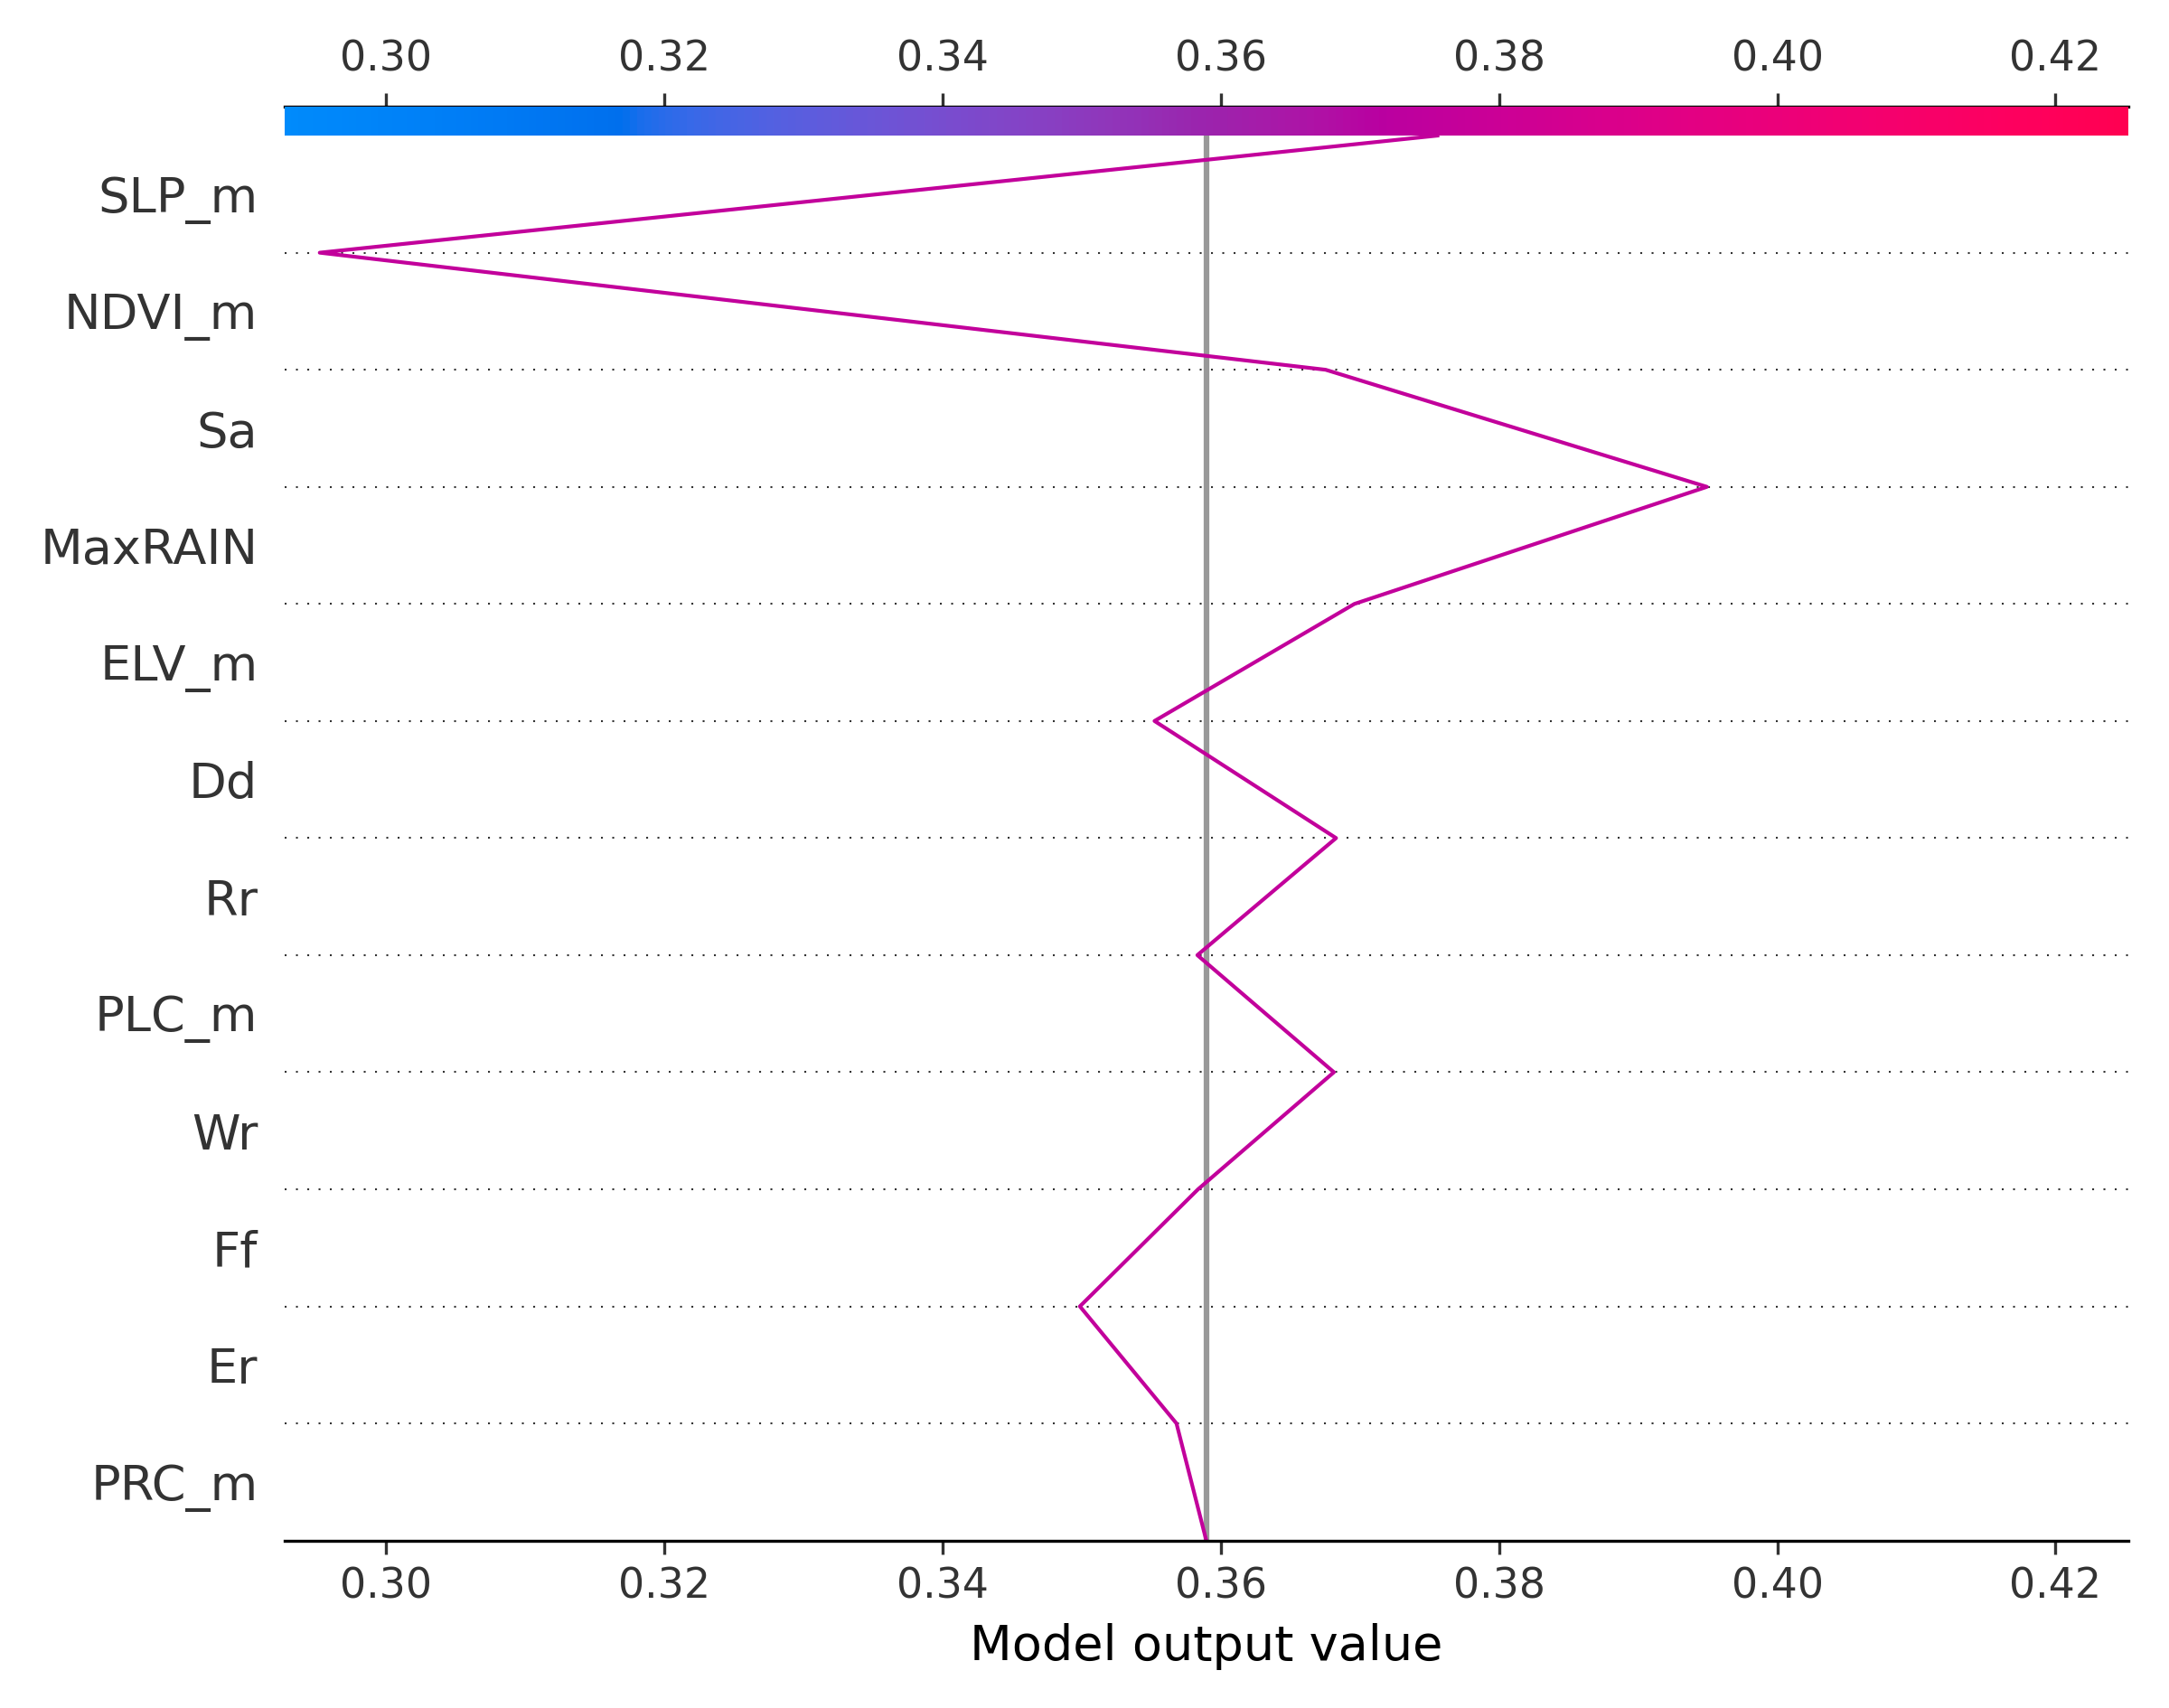 0.30 0.32 0.34 0.36 0.38 0.40 0.42
SLP_m
NDVI_m
Sa
MaxRAIN
ELV_m
Dd
Rr
PLC_m
Wr
Ff
Er
PRC_m
0.30 0.32 0.34 0.36 0.38 0.40 0.42
Model output value